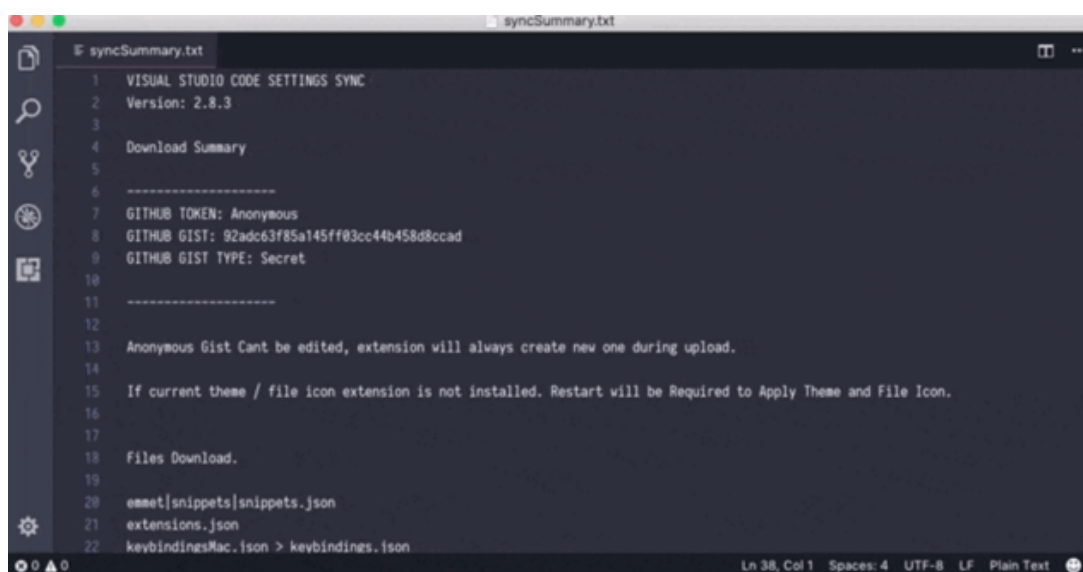 syncSummary.txt
syncSummary.txt
1 VISUAL STUDIO CODE SETTINGS SYNC
2 Version: 2.8.3
3
4 Download Summary
5
6 --------------------
7 GITHUB TOKEN: Anonymous
8 GITHUB GIST: 92adc63f85a145ff03cc44b458d8ccad
9 GITHUB GIST TYPE: Secret
10
11 --------------------
12
13 Anonymous Gist Cant be edited, extension will always create new one during upload.
14
15 If current theme / file icon extension is not installed. Restart will be Required to Apply Theme and File Icon.
16
17
18 Files Download.
19
20 emmet|snippets|snippets.json
21 extensions.json
22 keybindingsMac.json > keybindings.json
0 0 Ln 38, Col 1 Spaces: 4 UTF-8 LF Plain Text